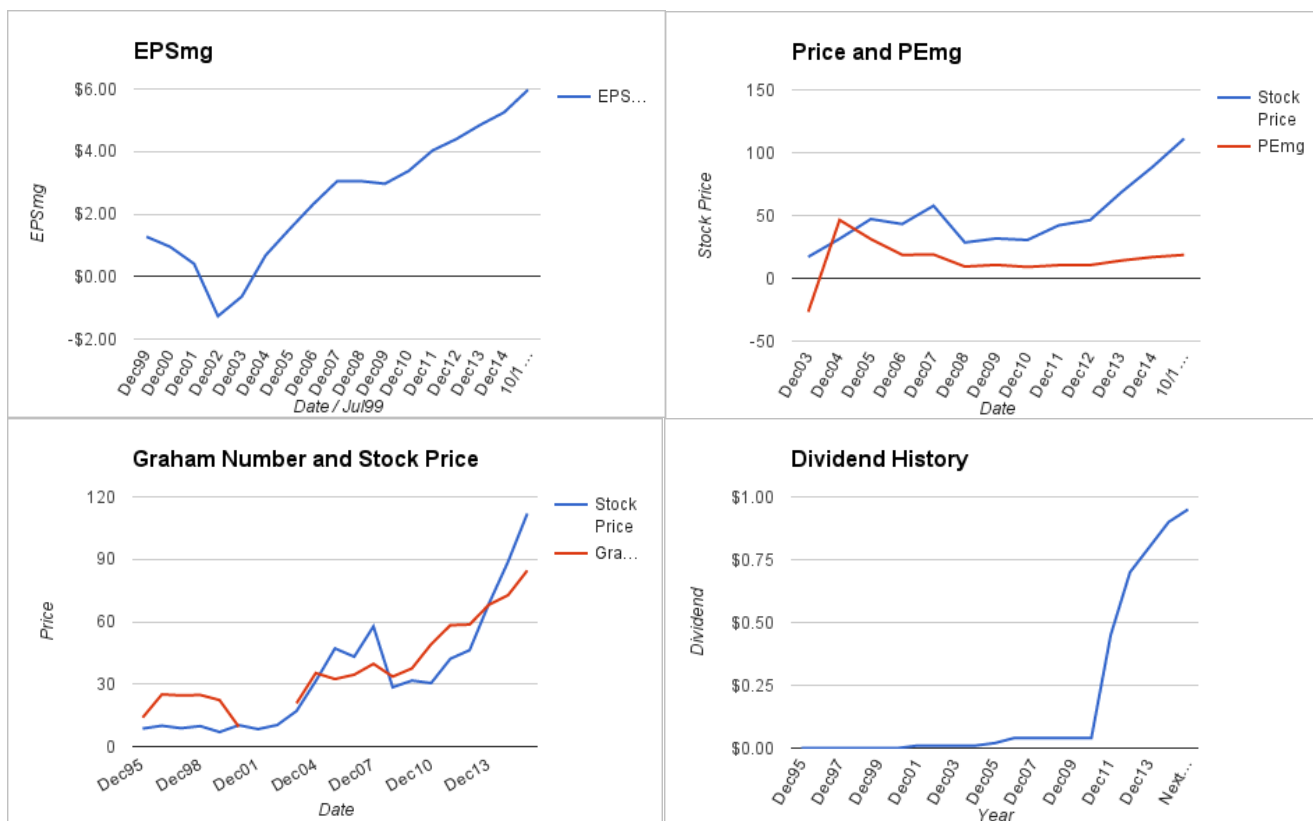 EPSmg
$6.00
$4.00
$2.00
$0.00
-$2.00
EPSmg
EPS...
Dec99
Dec00
Dec01
Dec02
Dec03
Dec04
Dec05
Dec06
Dec07
Dec08
Dec09
Dec10
Dec11
Dec12
Dec13
Dec14
10/1 ...
Date / Jul99
Price and PEmg
150
100
50
0
-50
Stock Price
Stock
Price
PEmg
Dec03
Dec04
Dec05
Dec06
Dec07
Dec08
Dec09
Dec10
Dec11
Dec12
Dec13
Dec14
10/1 ...
Date
Graham Number and Stock Price
120
90
60
30
0
Price
Stock
Price
Gra...
Dec95
Dec98
Dec01
Dec04
Dec07
Dec10
Dec13
Date
Dividend History
$1.00
$0.75
$0.50
$0.25
$0.00
Dividend
Dec95
Dec97
Dec99
Dec01
Dec03
Dec05
Dec07
Dec09
Dec11
Dec13
Next...
Year